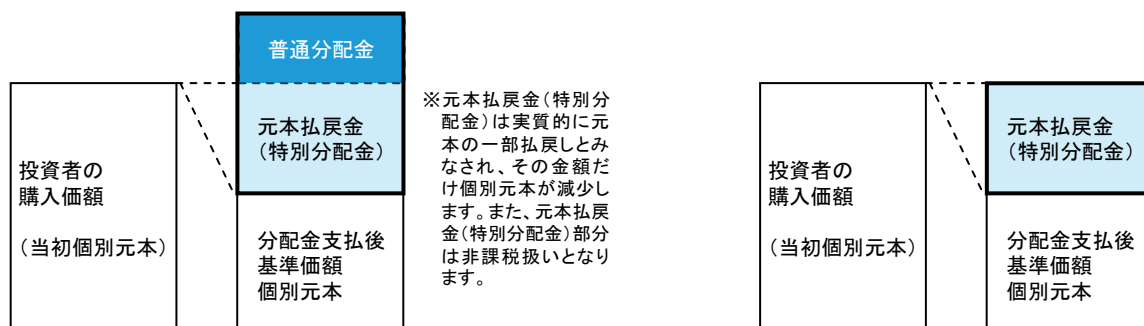 普通分配金
元本払戻金
（特別分配金）
投資者の
購入価額
（当初個別元本）
分配金支払後
基準価額
個別元本
※元本払戻金（特別分
配金）は実質的に元
本の一部払戻しとみ
なされ、その金額だ
け個別元本が減少し
ます。また、元本払戻
金（特別分配金）部分
は非課税扱いとなり
ます。
元本払戻金
（特別分配金）
投資者の
購入価額
（当初個別元本）
分配金支払後
基準価額
個別元本